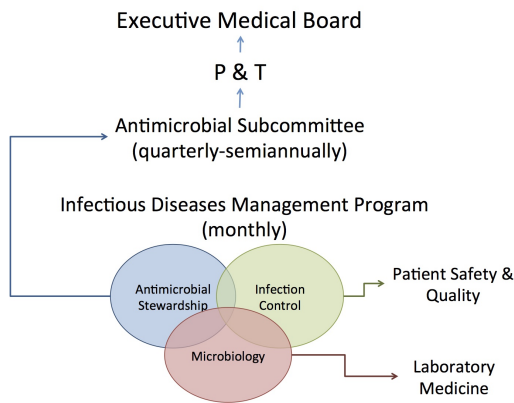 Executive Medical Board
P & T
Antimicrobial Subcommittee
(quarterly-semiannually)
Infectious Diseases Management Program
(monthly)
Antimicrobial
Stewardship
Infection
Control
Patient Safety &
Quality
Microbiology
Laboratory
Medicine